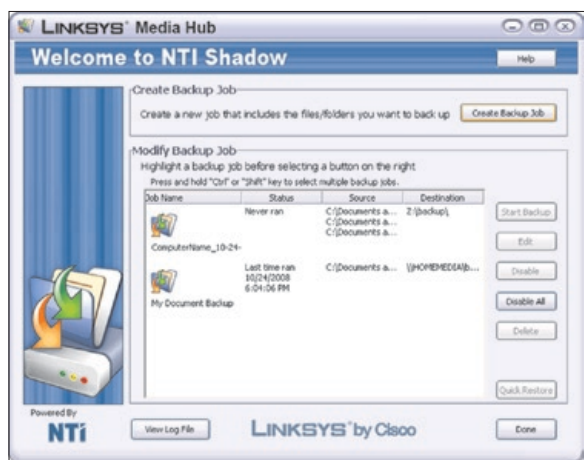 LINKSYS® Media Hub
Welcome to NTI Shadow
Help
Create Backup Job
Create a new job that includes the files/folders you want to back up
Create Backup Job
Modify Backup Job
Highlight a backup job before selecting a button on the right
Press and hold "Ctrl" or "Shift" key to select multiple backup jobs.
Job Name Status Source Destination
Never ran C:\Documents a... Z:\backup\
C:\Documents a...
C:\Documents a...
ComputerName_10-24-
Last time ran C:\Documents a... \\HOMEMEDIA\b...
10/24/2008
6:04:06 PM
My Document Backup
Start Backup
Edit
Disable
Disable All
Delete
Quick Restore
Powered By
NTI
View Log File
LINKSYS® by Cisco
Done